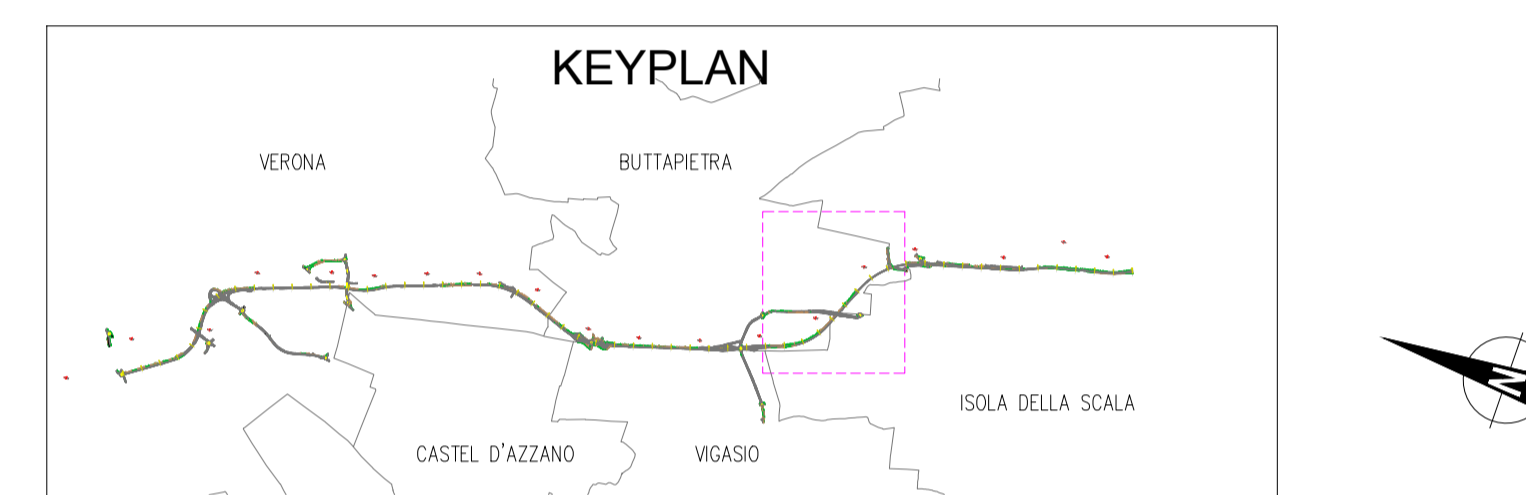 KEYPLAN
VERONA
BUTTAPIETRA
ISOLA DELLA SCALA
CASTEL D'AZZANO
VIGASIO
N